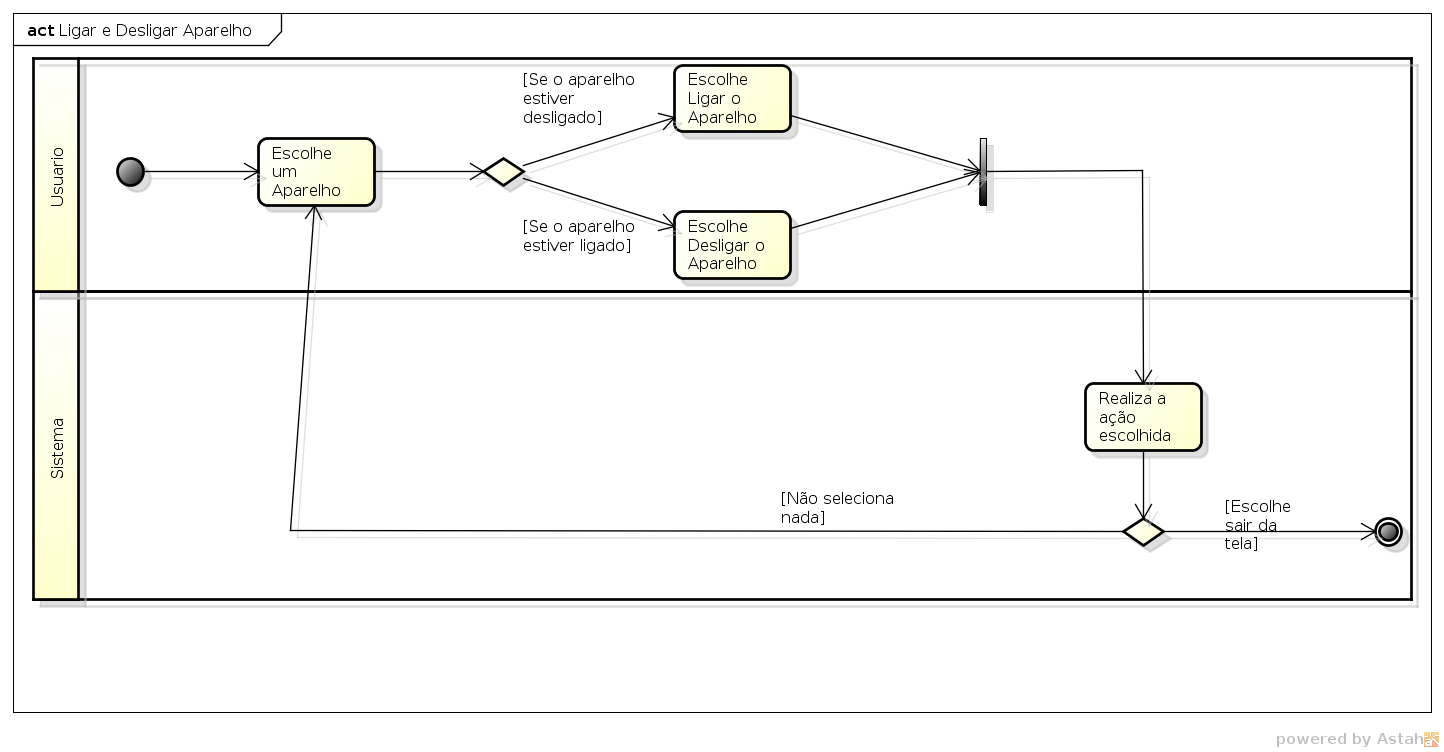 act Ligar e Desligar Aparelho
Usuario
[Se o aparelho
estiver
desligado]
Escolhe
Ligar o
Aparelho
Escolhe
um
Aparelho
[Se o aparelho
estiver ligado]
Escolhe
Desligar o
Aparelho
Sistema
Realiza a
ação
escolhida
[Não seleciona
nada]
[Escolhe
sair da
tela]
powered by Astah